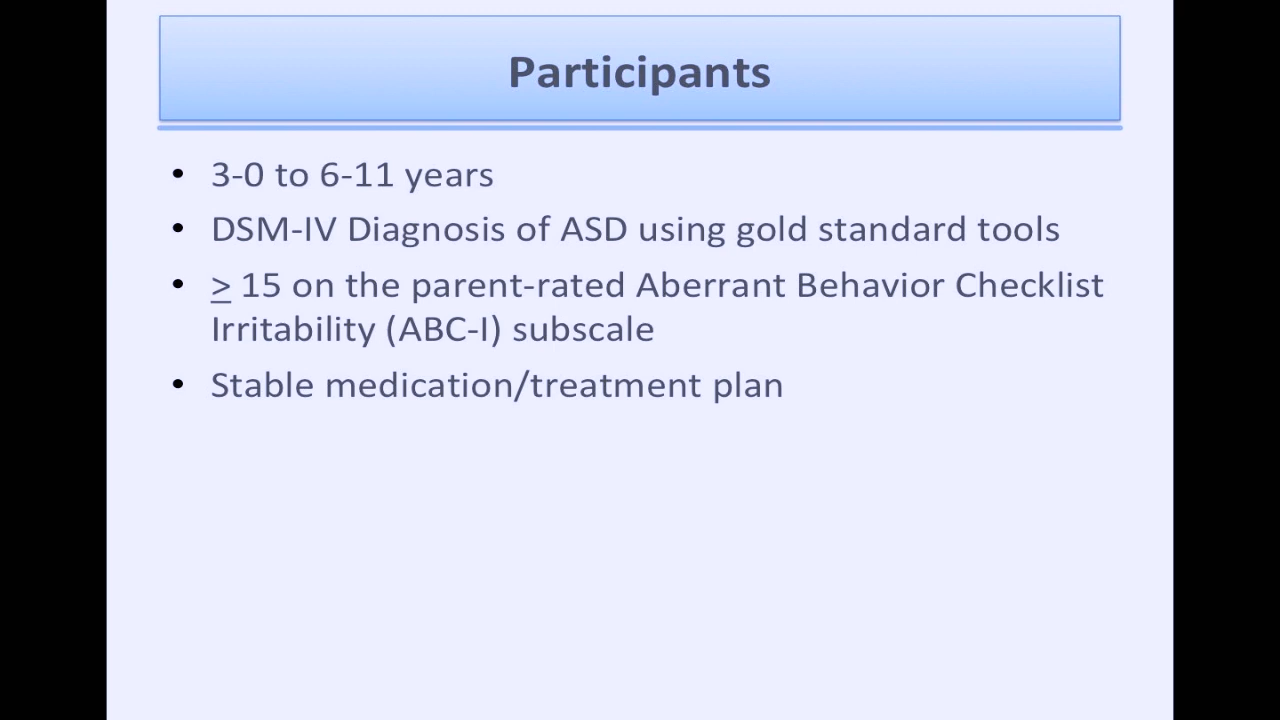 Participants
• 3-0 to 6-11 years
• DSM-IV Diagnosis of ASD using gold standard tools
• ≥ 15 on the parent-rated Aberrant Behavior Checklist
Irritability (ABC-I) subscale
• Stable medication/treatment plan